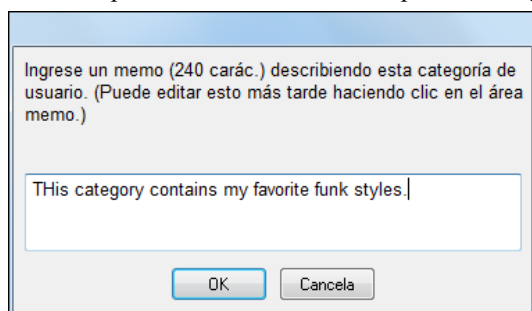 Ingrese un memo (240 carác.) describiendo esta categoría de
usuario. (Puede editar esto más tarde haciendo clic en el área
memo.)
THis category contains my favorite funk styles.
OK Cancela